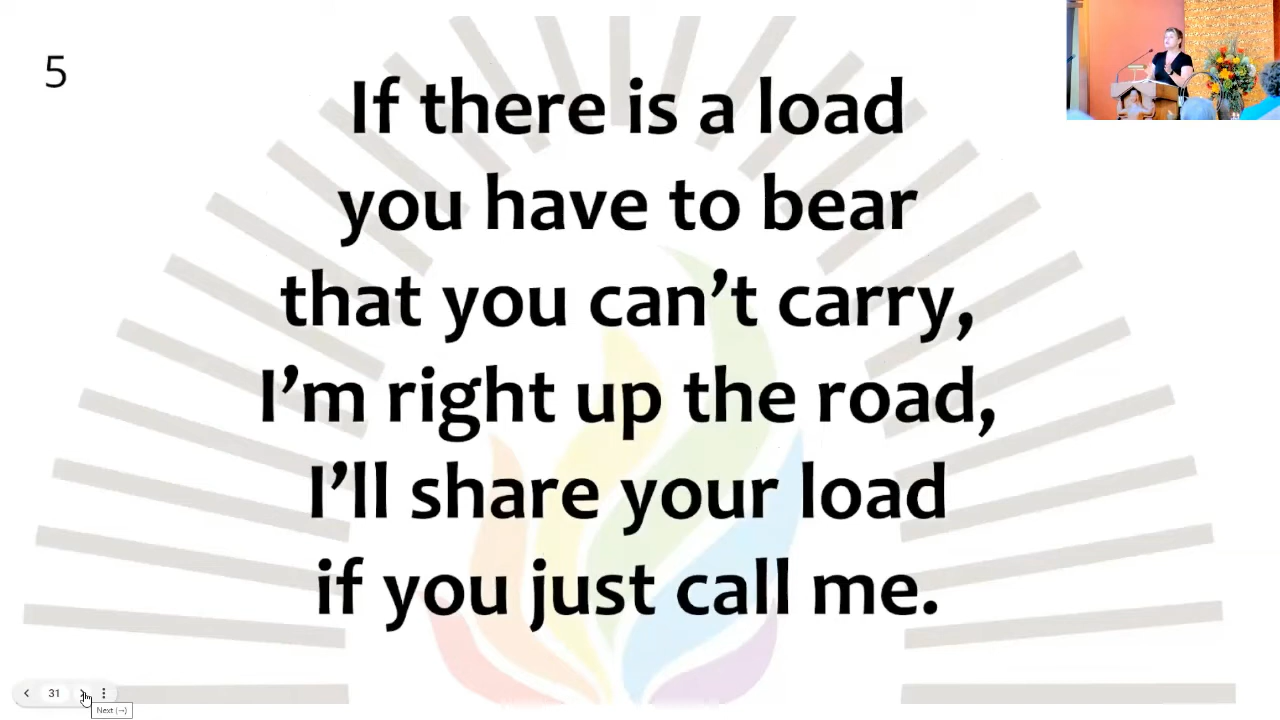 5
If there is a load
you have to bear
that you can’t carry,
I’m right up the road,
I’ll share your load
if you just call me.
31
Next (→)